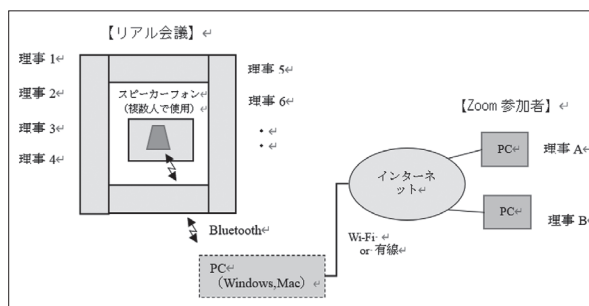 【リアル会議】
理事 1
理事 2
理事 3
理事 4
スピーカーフォン
（複数人で使用）
理事 5
理事 6
・
・
Bluetooth
PC
（Windows,Mac）
Wi-Fi・
or 有線
インターネ
ット
【Zoom 参加者】
PC
理事 A
PC
理事 B